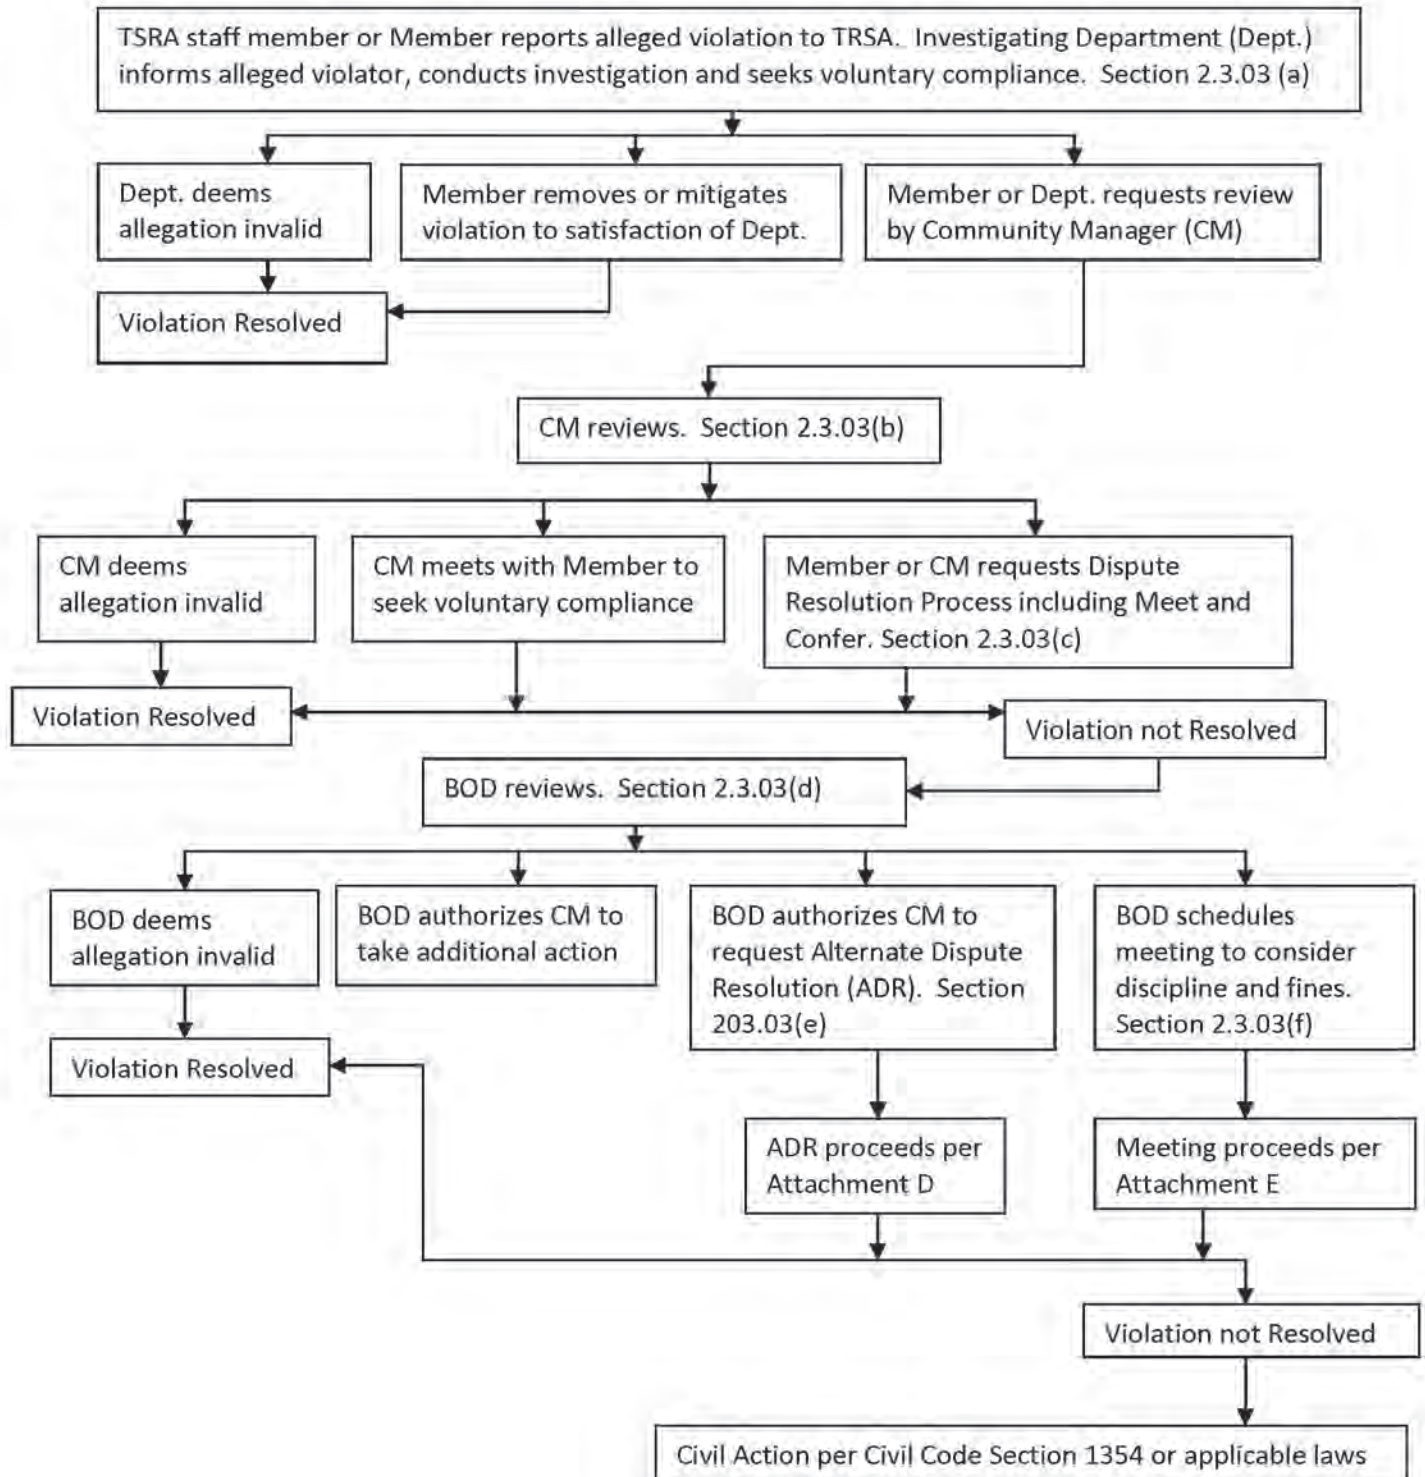 TSRA staff member or Member reports alleged violation to TRSA. Investigating Department (Dept.)
informs alleged violator, conducts investigation and seeks voluntary compliance. Section 2.3.03 (a)
Dept. deems
allegation invalid
Member removes or mitigates
violation to satisfaction of Dept.
Member or Dept. requests review
by Community Manager (CM)
Violation Resolved
CM reviews. Section 2.3.03(b)
CM deems
allegation invalid
CM meets with Member to
seek voluntary compliance
Member or CM requests Dispute
Resolution Process including Meet and
Confer. Section 2.3.03(c)
Violation Resolved
Violation not Resolved
BOD reviews. Section 2.3.03(d)
BOD deems
allegation invalid
BOD authorizes CM to
take additional action
BOD authorizes CM to
request Alternate Dispute
Resolution (ADR). Section
203.03(e)
BOD schedules
meeting to consider
discipline and fines.
Section 2.3.03(f)
Violation Resolved
ADR proceeds per
Attachment D
Meeting proceeds per
Attachment E
Violation not Resolved
Civil Action per Civil Code Section 1354 or applicable laws